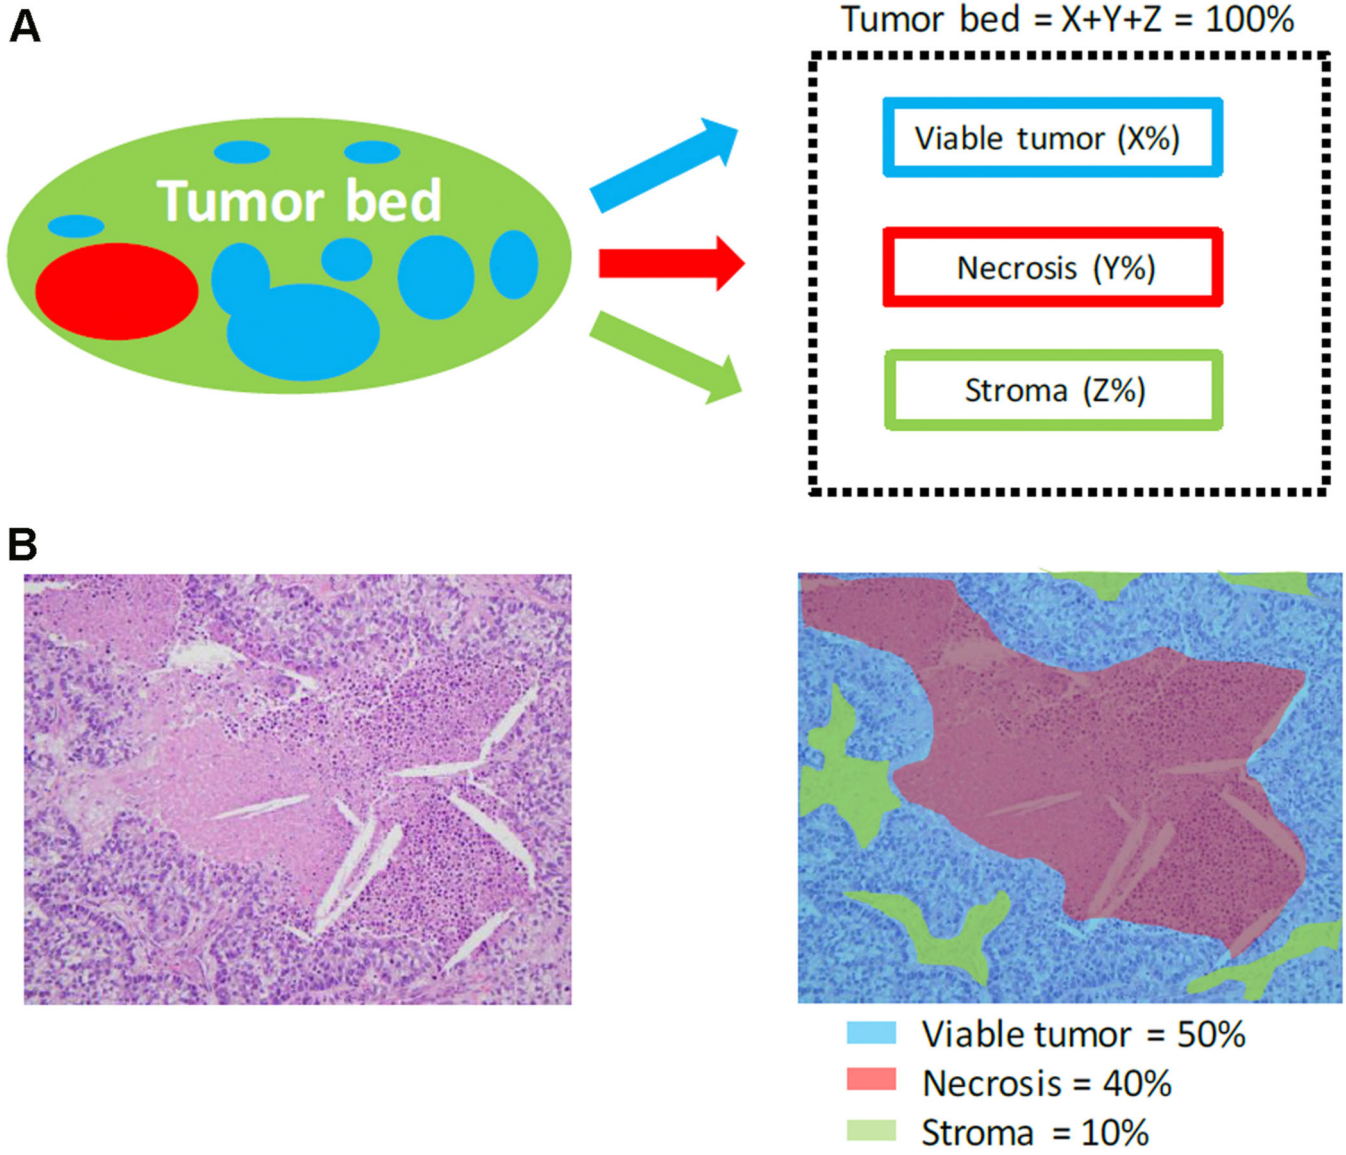 A
Tumor bed = X+Y+Z = 100%
Tumor bed
Viable tumor (X%)
Necrosis (Y%)
Stroma (Z%)
B
Viable tumor = 50%
Necrosis = 40%
Stroma = 10%